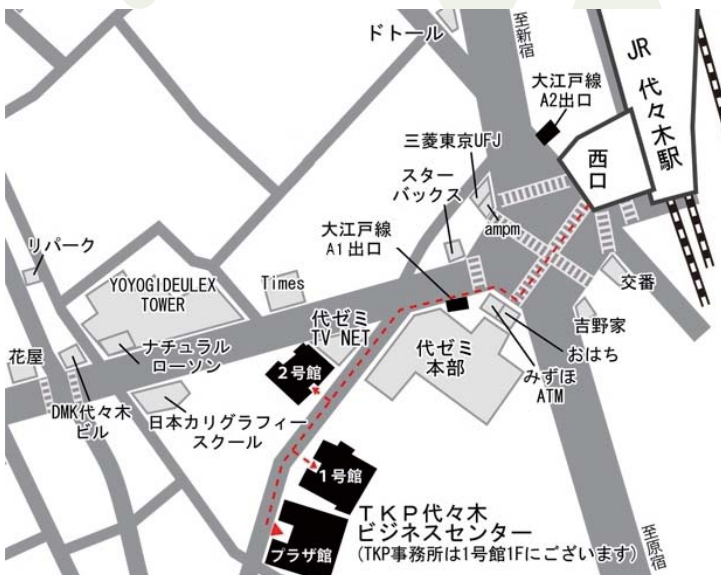 ドトール
至新宿
JR 代々木駅
大江戸線
A2出口
西口
三菱東京UFJ
スター
バックス
ampm
大江戸線
A1出口
リパーク
YOYOGIDEULEX
TOWER
Times
交番
代ゼミ
TV NET
吉野家
おはち
みずほ
ATM
代ゼミ
本部
花屋
ナチュラル
ローソン
2号館
DMK代々木
ビル
日本カリグラフィー
スクール
1号館
TKP代々木
ビジネスセンター
(TKP事務所は1号館1Fにございます)
プラザ館
至原宿